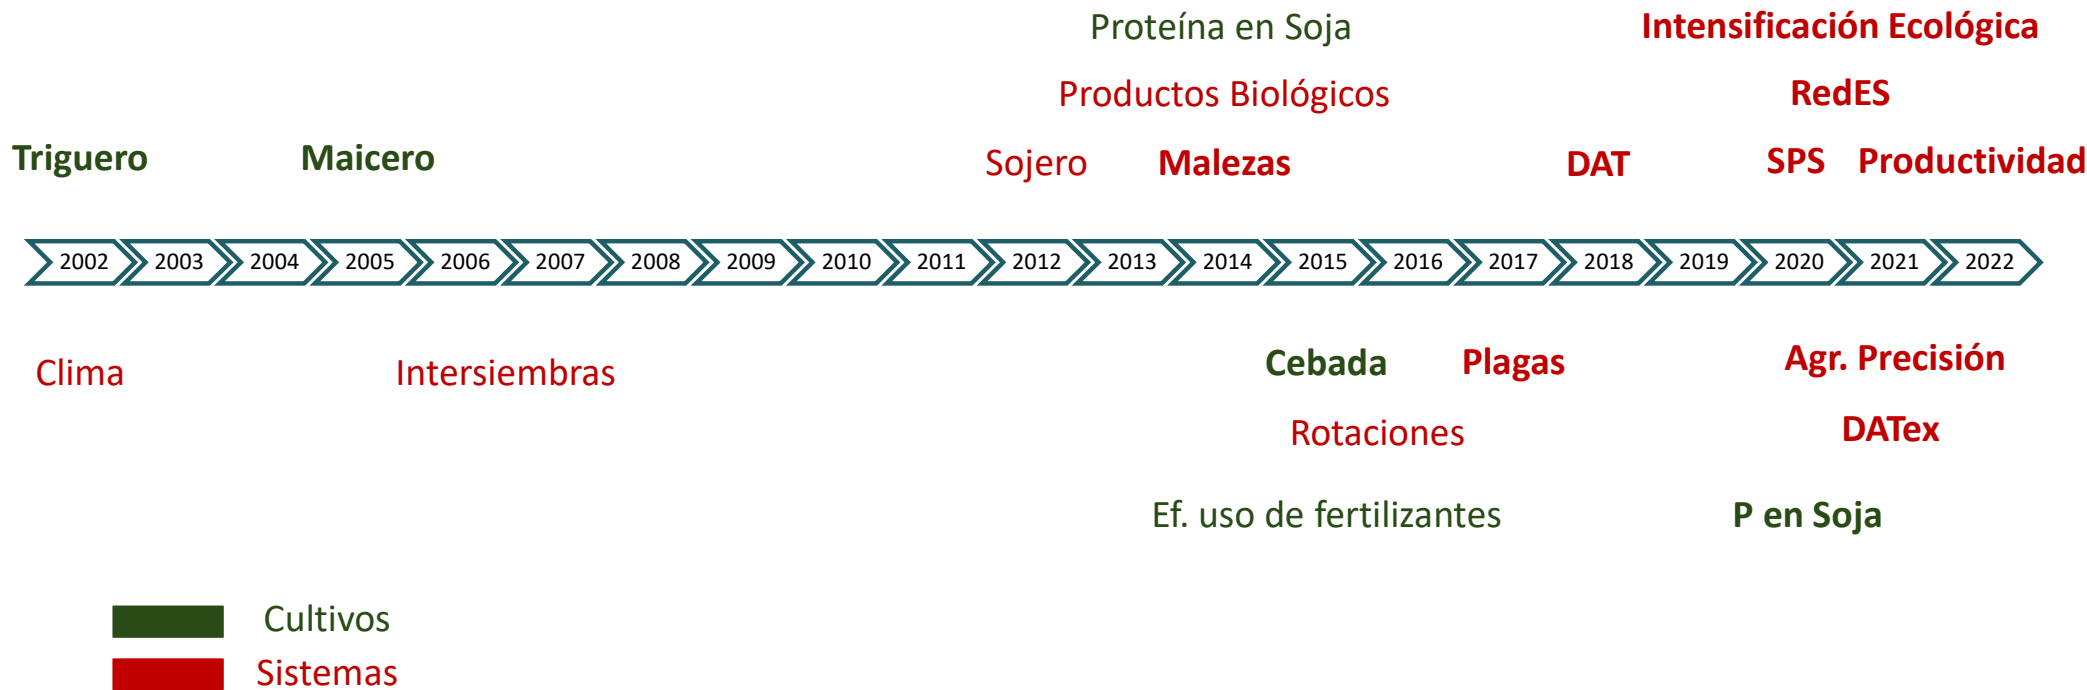 Proteína en Soja
Intensificación Ecológica
Productos Biológicos
RedES
Triguero
Maicero
Sojero
Malezas
DAT
SPS
Productividad
2002 2003 2004 2005 2006 2007 2008 2009 2010 2011 2012 2013 2014 2015 2016 2017 2018 2019 2020 2021 2022
Clima
Intersiembras
Cebada
Plagas
Agr. Precisión
Rotaciones
DATex
Ef. uso de fertilizantes
P en Soja
Cultivos
Sistemas